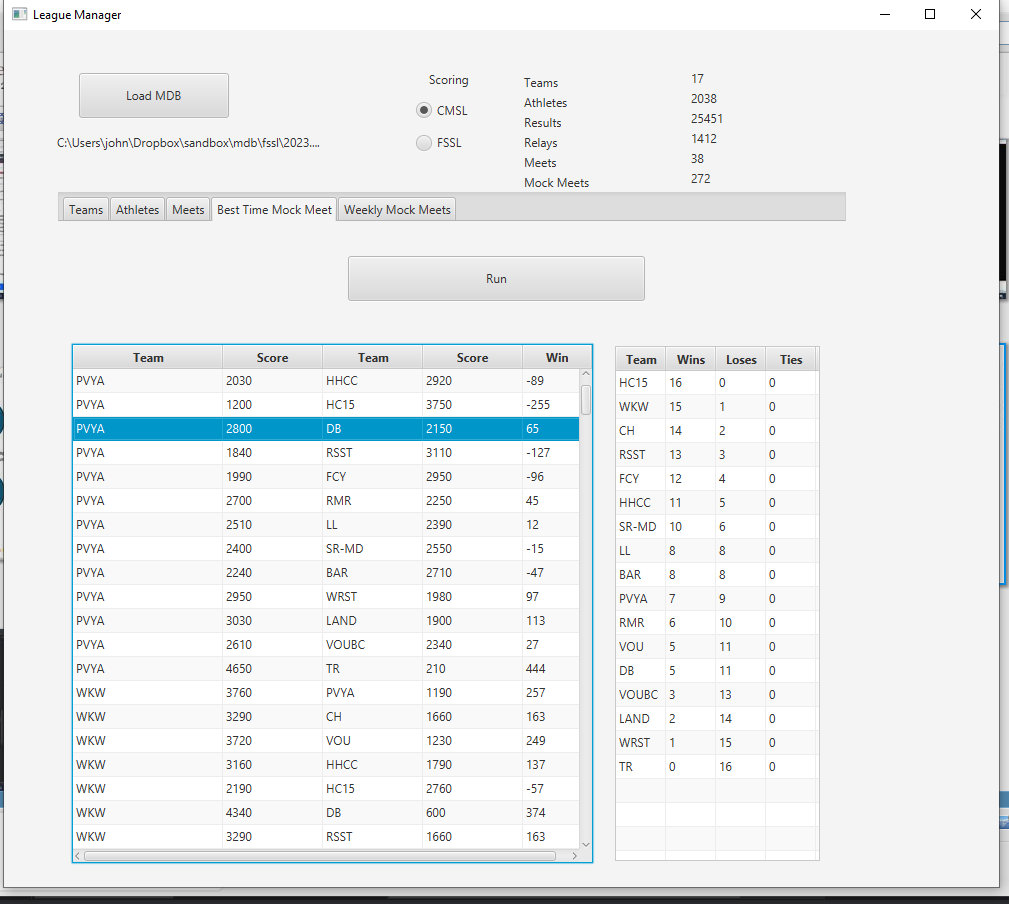 League Manager
Load MDB
C:\Users\john\Dropbox\sandbox\mdb\fssl\2023....
Scoring
CMSL
FSSL
Teams 17
Athletes 2038
Results 25451
Relays 1412
Meets 38
Mock Meets 272
Teams Athletes Meets Best Time Mock Meet Weekly Mock Meets
Run
Team Score Team Score Win
PVYA 2030 HHCC 2920 -89
PVYA 1200 HC15 3750 -255
PVYA 2800 DB 2150 65
PVYA 1840 RSST 3110 -127
PVYA 1990 FCY 2950 -96
PVYA 2700 RMR 2250 45
PVYA 2510 LL 2390 12
PVYA 2400 SR-MD 2550 -15
PVYA 2240 BAR 2710 -47
PVYA 2950 WRST 1980 97
PVYA 3030 LAND 1900 113
PVYA 2610 VOUBC 2340 27
PVYA 4650 TR 210 444
WKW 3760 PVYA 1190 257
WKW 3290 CH 1660 163
WKW 3720 VOU 1230 249
WKW 3160 HHCC 1790 137
WKW 2190 HC15 2760 -57
WKW 4340 DB 600 374
WKW 3290 RSST 1660 163
Team Wins Loses Ties
HC15 16 0 0
WKW 15 1 0
CH 14 2 0
RSST 13 3 0
FCY 12 4 0
HHCC 11 5 0
SR-MD 10 6 0
LL 8 8 0
BAR 8 8 0
PVYA 7 9 0
RMR 6 10 0
VOU 5 11 0
DB 5 11 0
VOUBC 3 13 0
LAND 2 14 0
WRST 1 15 0
TR 0 16 0